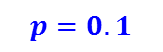 p = 0.1